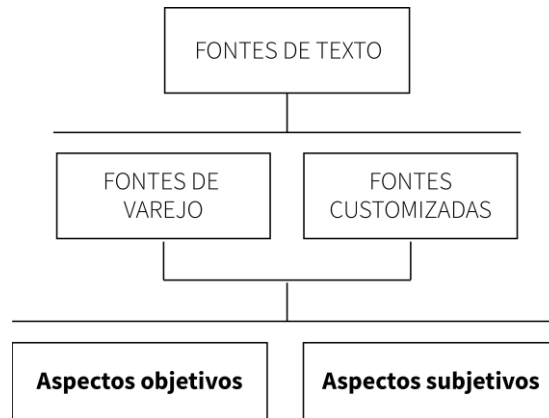 FONTES DE TEXTO
FONTES DE
VAREJO
FONTES
CUSTOMIZADAS
Aspectos objetivos
Aspectos subjetivos